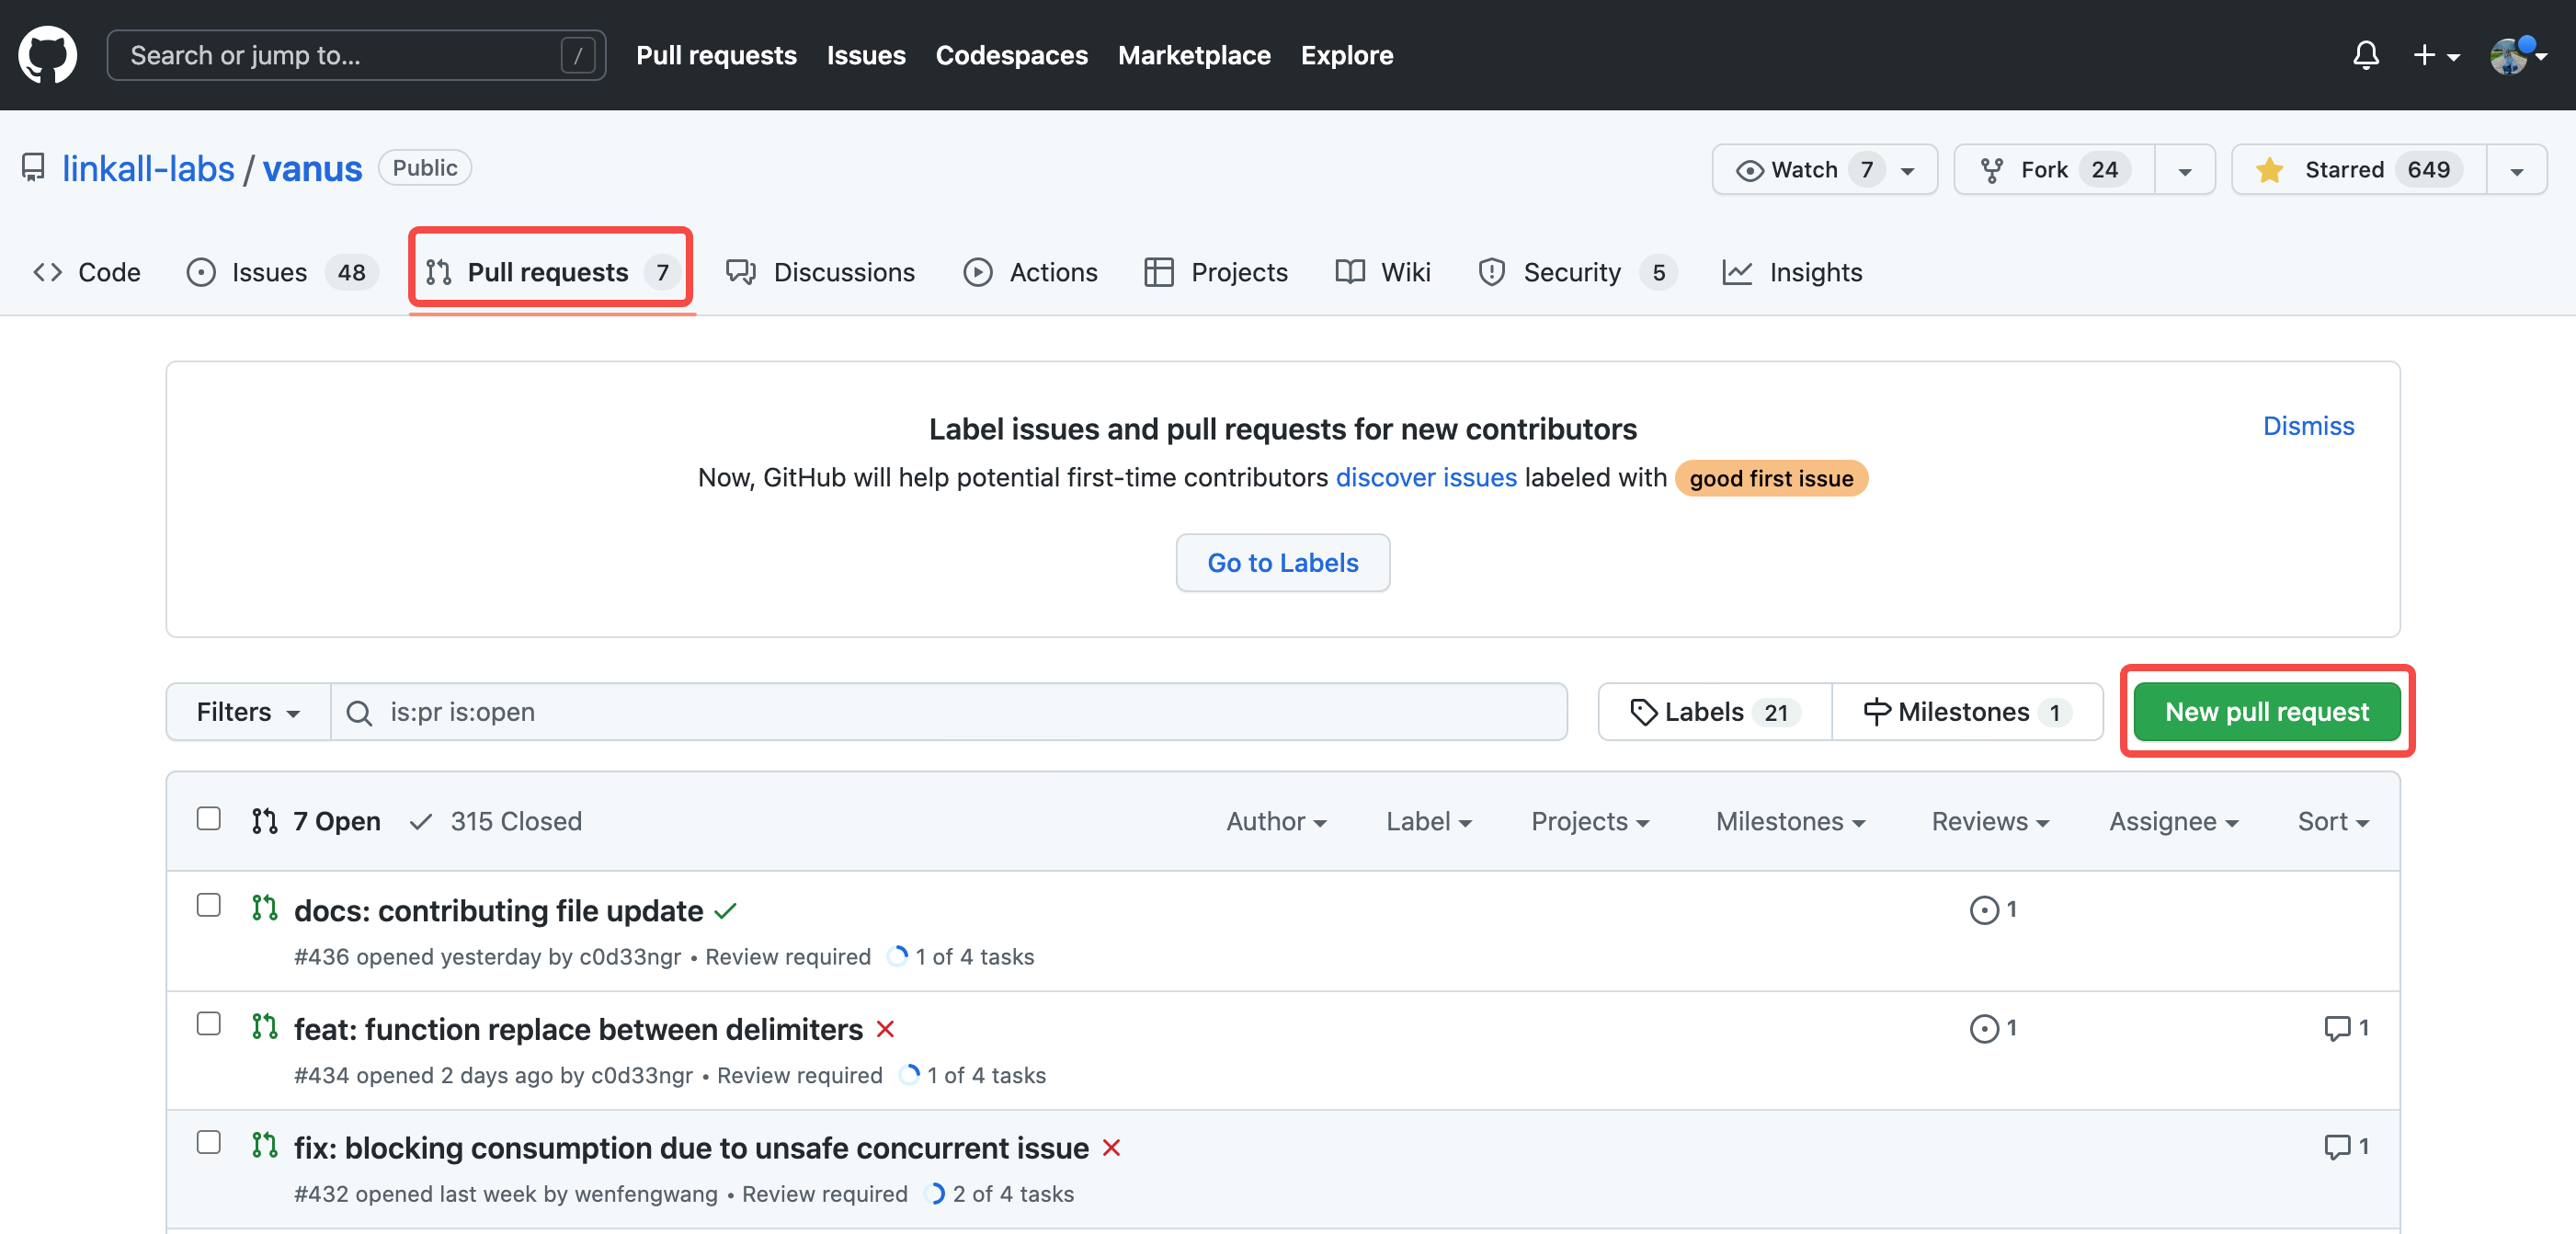 Search or jump to... / Pull requests Issues Codespaces Marketplace Explore
linkall-labs / vanus Public Watch 7 Fork 24 Starred 649
Code Issues 48 Pull requests 7 Discussions Actions Projects Wiki Security 5 Insights
Label issues and pull requests for new contributors
Dismiss
Now, GitHub will help potential first-time contributors discover issues labeled with good first issue
Go to Labels
Filters is:pr is:open Labels 21 Milestones 1 New pull request
7 Open 315 Closed Author Label Projects Milestones Reviews Assignee Sort
docs: contributing file update 1
#436 opened yesterday by c0d33ngr • Review required 1 of 4 tasks
feat: function replace between delimiters 1 1
#434 opened 2 days ago by c0d33ngr • Review required 1 of 4 tasks
fix: blocking consumption due to unsafe concurrent issue 1
#432 opened last week by wenfengwang • Review required 2 of 4 tasks